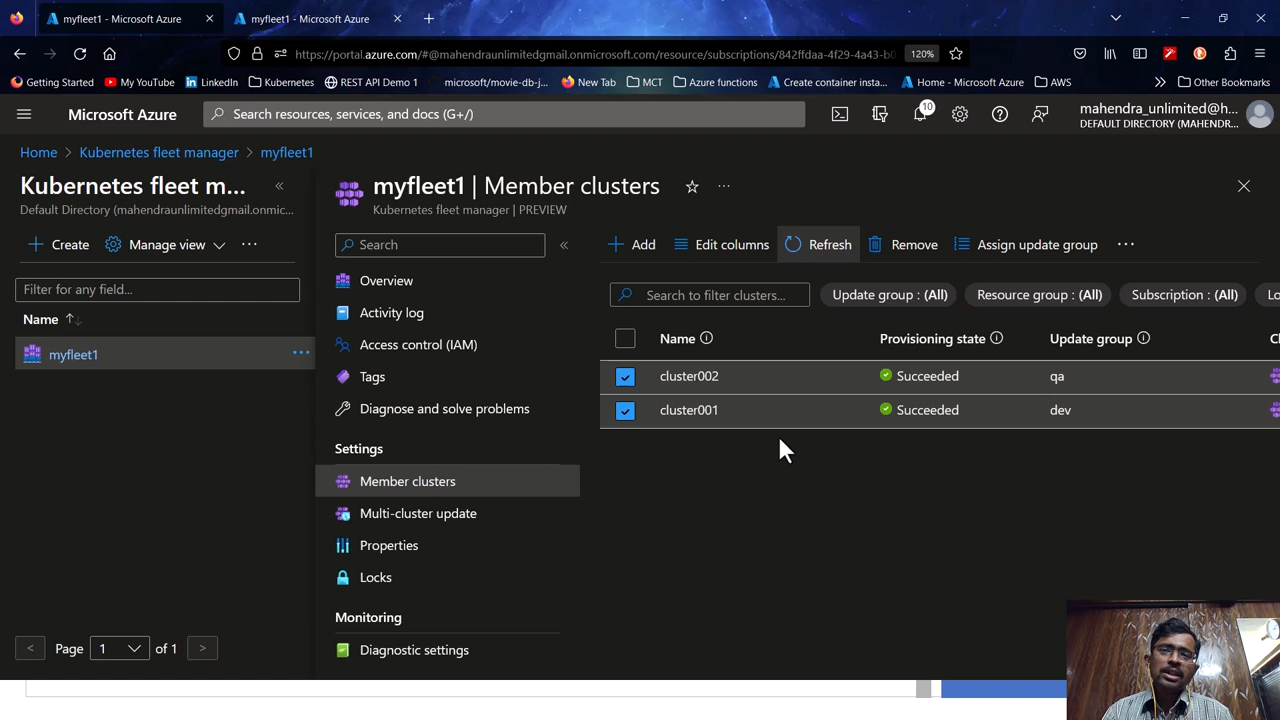 myfleet1 - Microsoft Azure
myfleet1 - Microsoft Azure
https://portal.azure.com/#@mahendraunlimitedgmail.onmicrosoft.com/resource/subscriptions/842ffdaa-4f29-4a43-b0
120%
Getting Started
My YouTube
LinkedIn
Kubernetes
REST API Demo 1
microsoft/movie-db-j...
New Tab
MCT
Azure functions
Create container insta...
Home - Microsoft Azure
AWS
Other Bookmarks
Microsoft Azure
Search resources, services, and docs (G+/)
10
mahendra_unlimited@h...
DEFAULT DIRECTORY (MAHENDR...
Home > Kubernetes fleet manager > myfleet1
Kubernetes fleet m...
Default Directory (mahendraunlimitedgmail.onmic...
Create
Manage view
Filter for any field...
Name
myfleet1
< Page 1 of 1 >
myfleet1 | Member clusters
Kubernetes fleet manager | PREVIEW
Search
Overview
Activity log
Access control (IAM)
Tags
Diagnose and solve problems
Settings
Member clusters
Multi-cluster update
Properties
Locks
Monitoring
Diagnostic settings
Add
Edit columns
Refresh
Remove
Assign update group
Search to filter clusters...
Update group : (All)
Resource group : (All)
Subscription : (All)
Lo
Name Provisioning state Update group Cl
cluster002 Succeeded qa
cluster001 Succeeded dev